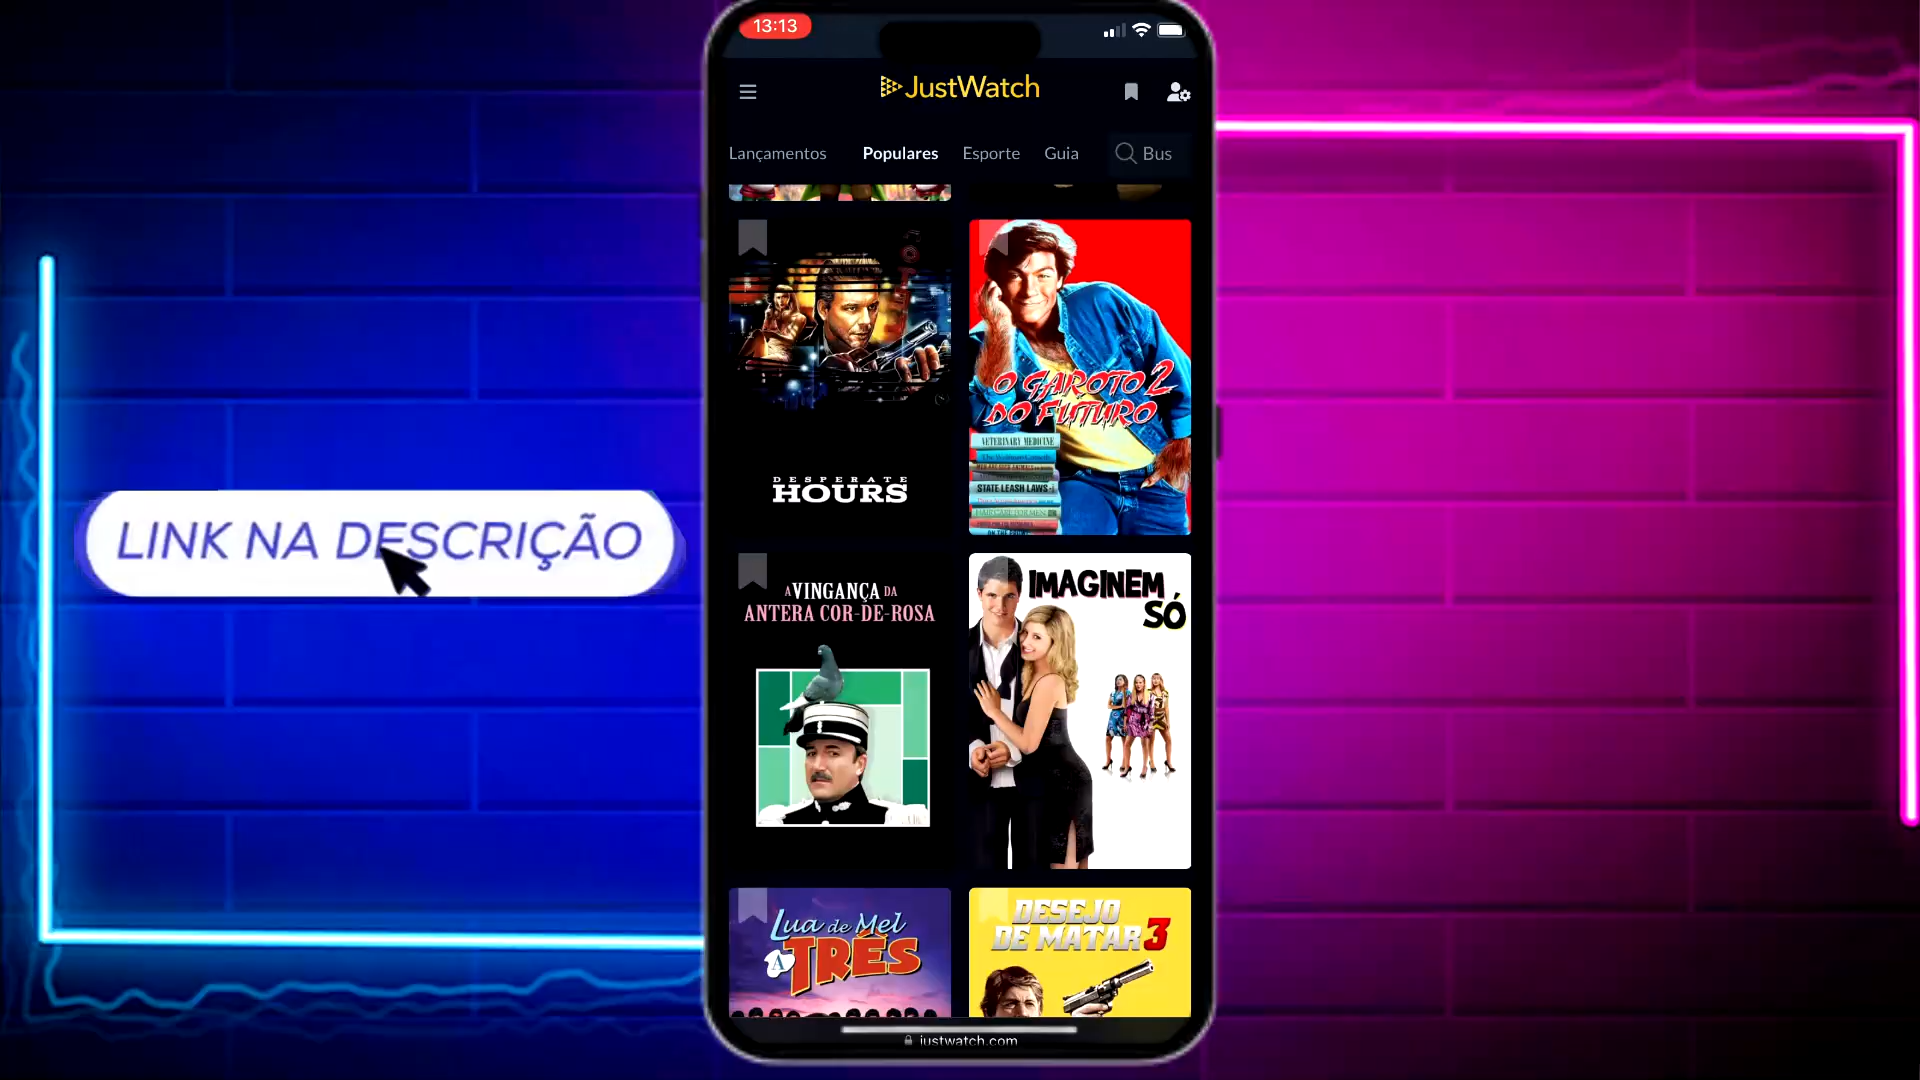 13:13
JustWatch
Lançamentos Populares Esporte Guia Bus
DESPERATE
HOURS
O GAROTO 2
DO FUTURO
VETERINARY MEDICINE
STATE LEASH LAWS
LINK NA DESCRIÇÃO
A VINGANÇA DA
ANTERA COR-DE-ROSA
IMAGINEM
SÓ
Lua de Mel
A TRÊS
DESEJO
DE MATAR 3
justwatch.com